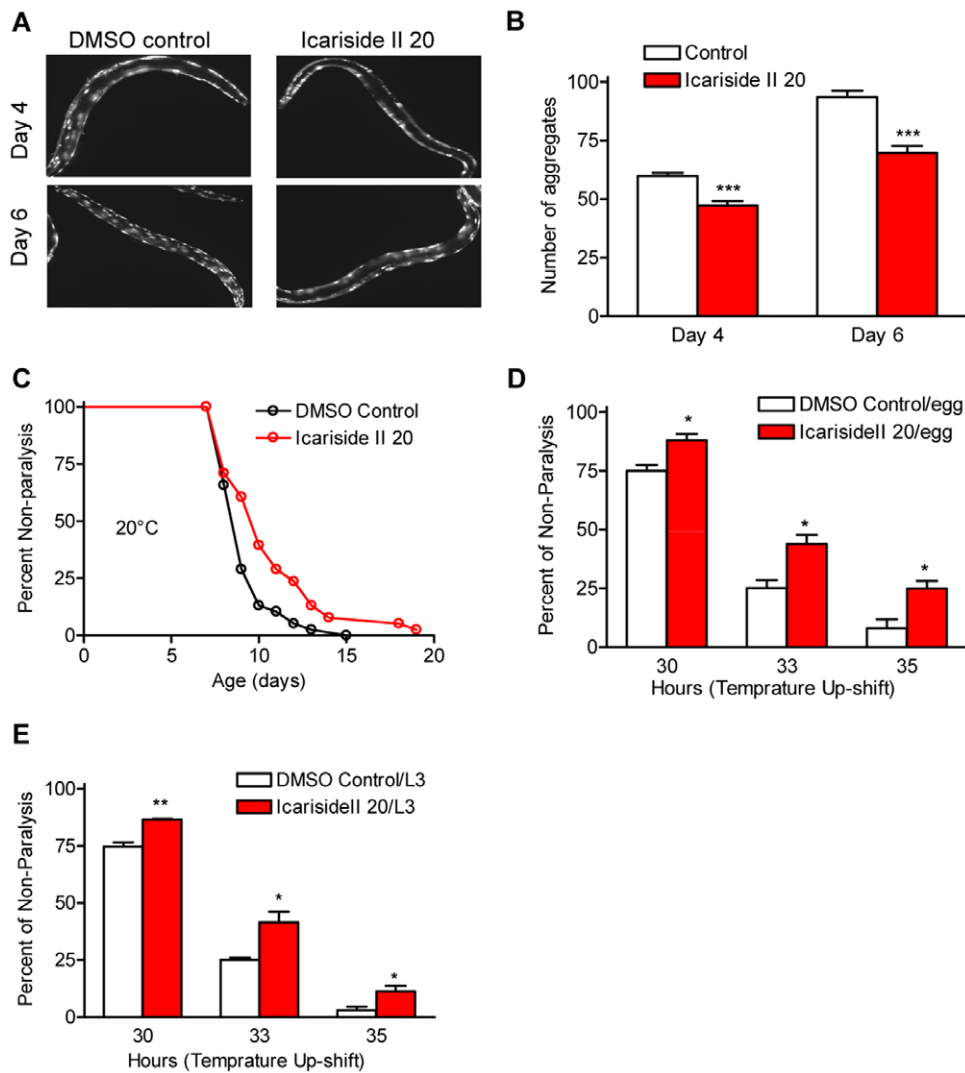 A
DMSO control
Icariside II 20
Day 4
Day 6
B
Control
Icariside II 20
Number of aggregates
100
75
50
25
0
***
***
Day 4
Day 6
C
DMSO Control
Icariside II 20
Percent Non-paralysis
100
75
50
25
0
20°C
0
5
10
15
20
Age (days)
D
DMSO Control/egg
IcarisideII 20/egg
Percent of Non-Paralysis
100
75
50
25
0
*
*
*
30
33
35
Hours (Temprature Up-shift)
E
DMSO Control/L3
IcarisideII 20/L3
Percent of Non-Paralysis
100
75
50
25
0
**
*
*
30
33
35
Hours (Temprature Up-shift)